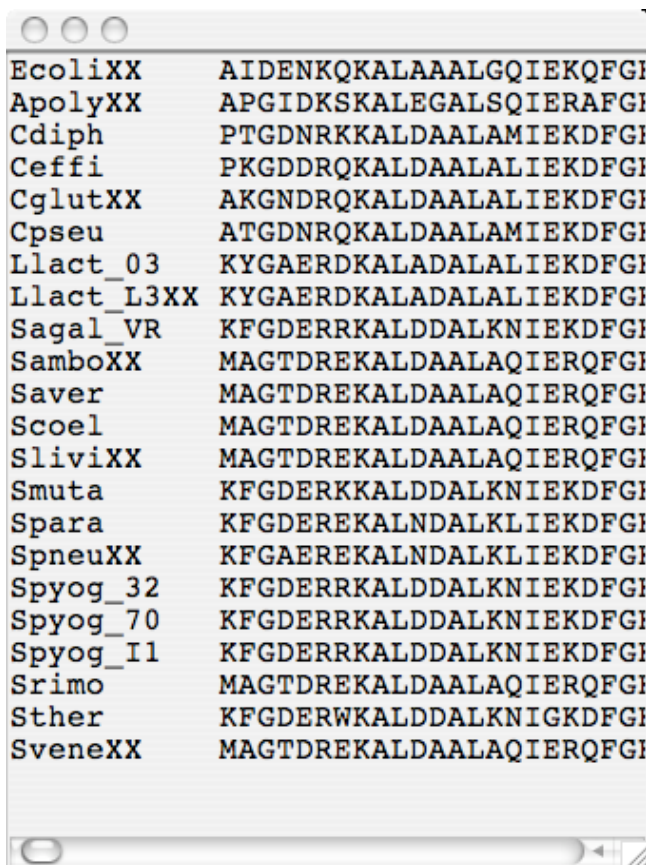 EcoliXX AIDENKQKALAAALGQIEKQFG
ApolyXX APGIDKSKALEGALSQIERAFG
Cdiph PTGDNRKKALDAALAMIEKDFG
Ceffi PKGDDRQKALDAALALIEKDFG
CglutXX AKGNDRQKALDAALALIEKDFG
Cpseu ATGDNRQKALDAALAMIEKDFG
Llact_03 KYGAERDKALADALALIEKDFG
Llact_L3XX KYGAERDKALADALALIEKDFG
Sagal_VR KFGDERRKALDDALKNIEKDFG
SamboXX MAGTDREKALDAALAQIERQFG
Saver MAGTDREKALDAALAQIERQFG
Scoel MAGTDREKALDAALAQIERQFG
SliviXX MAGTDREKALDAALAQIERQFG
Smuta KFGDERKKALDDALKNIEKDFG
Spara KFGDEREKALNDALKLIEKDFG
SpneuXX KFGAEREKALNDALKLIEKDFG
Spyog_32 KFGDERRKALDDALKNIEKDFG
Spyog_70 KFGDERRKALDDALKNIEKDFG
Spyog_I1 KFGDERRKALDDALKNIEKDFG
Srimo MAGTDREKALDAALAQIERQFG
Sther KFGDERWKALDDALKNIGKDFG
SveneXX MAGTDREKALDAALAQIERQFG